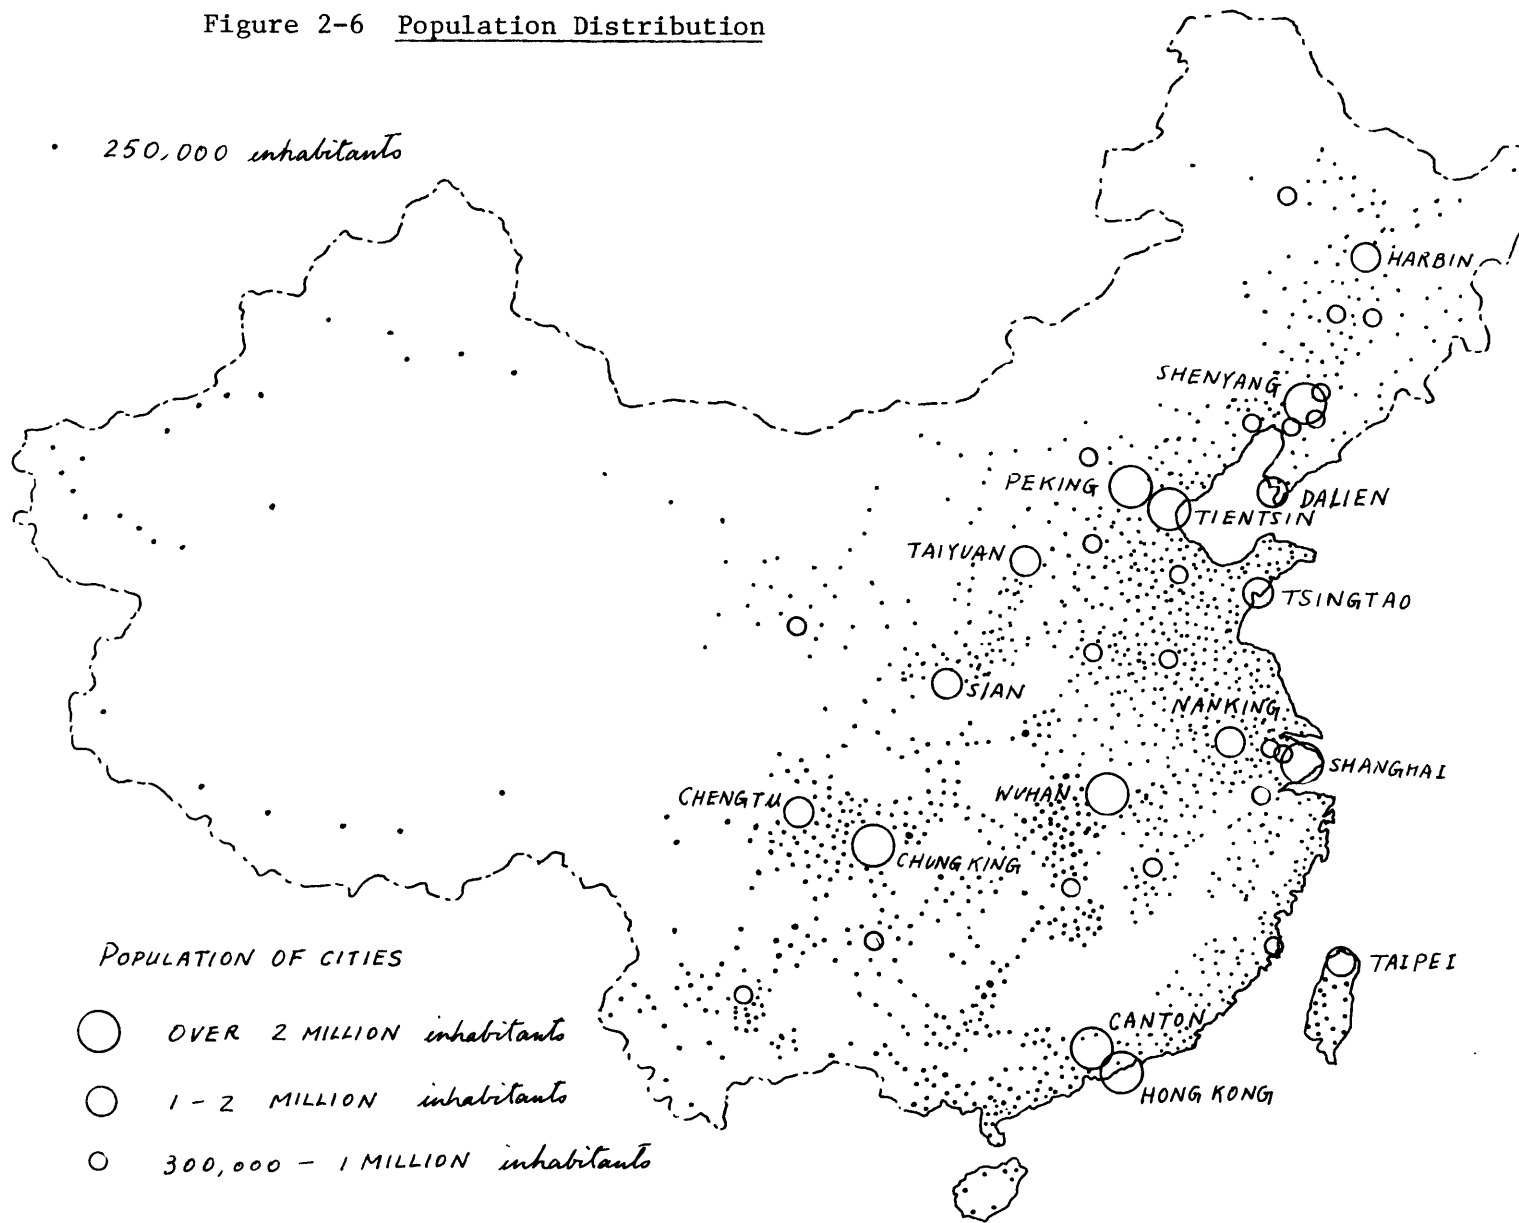 Figure 2-6 Population Distribution
250,000 inhabitants
HARBIN
SHENYANG
PEKING
DALIEN
TIENTSIN
TAIYUAN
TSINGTAO
SIAN
NANKING
SHANGHAI
CHENGTU
WUHAN
CHUNGKING
POPULATION OF CITIES
TAIPEI
CANTON
OVER 2 MILLION inhabitants
HONG KONG
1-2 MILLION inhabitants
300,000 - 1 MILLION inhabitants